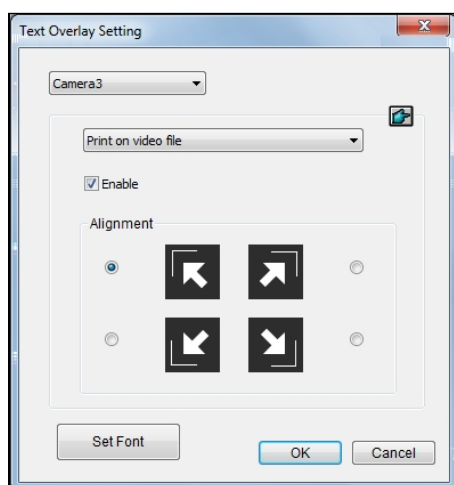 Text Overlay Setting
Camera3
Print on video file
Enable
Alignment
Set Font
OK
Cancel